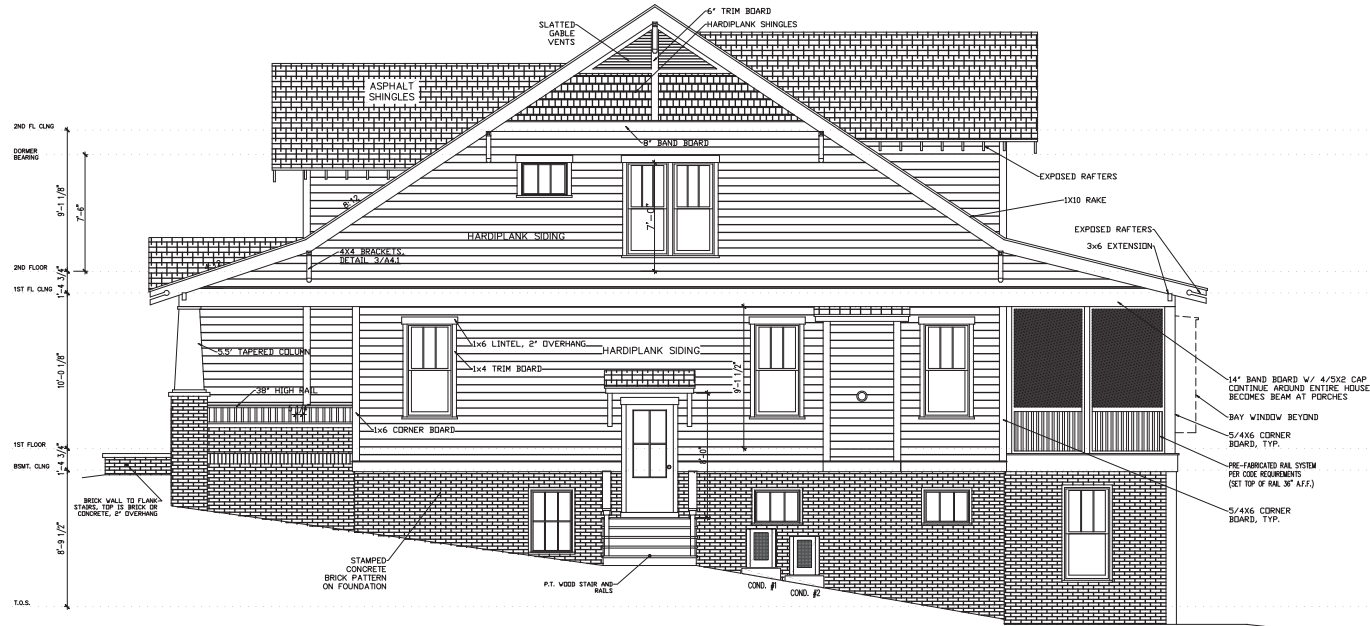 6" TRIM BOARD
HARDIPLANK SHINGLES
SLATTED
GABLE
VENTS
ASPHALT
SHINGLES
2ND FL CLNG
DORMER
BEARING
8" BAND BOARD
EXPOSED RAFTERS
1X10 RAKE
8:12
9'-1 1/8"
7'-6"
7'-0"
HARDIPLANK SIDING
EXPOSED RAFTERS
3x6 EXTENSION
4X4 BRACKETS,
DETAIL 3/A4.1
2ND FLOOR
1'-4 3/4"
1ST FL CLNG
5.5' TAPERED COLUMN
1x6 LINTEL, 2" OVERHANG
HARDIPLANK SIDING
1x4 TRIM BOARD
10'-0 1/8"
9'-1 1/2"
38" HIGH RAIL
14" BAND BOARD W/ 4/5X2 CAP
CONTINUE AROUND ENTIRE HOUSE
BECOMES BEAM AT PORCHES
BAY WINDOW BEYOND
1x6 CORNER BOARD
5/4X6 CORNER
BOARD, TYP.
1ST FLOOR
1'-4 3/4"
BSMT. CLNG
8'-0"
PRE-FABRICATED RAIL SYSTEM
PER CODE REQUIREMENTS
(SET TOP OF RAIL 36" A.F.F.)
BRICK WALL TO FLANK
STAIRS, TOP IS BRICK OR
CONCRETE, 2" OVERHANG
5/4X6 CORNER
BOARD, TYP.
8'-9 1/2"
STAMPED
CONCRETE
BRICK PATTERN
ON FOUNDATION
P.T. WOOD STAIR AND
RAILS
COND. #1
COND. #2
T.O.S.